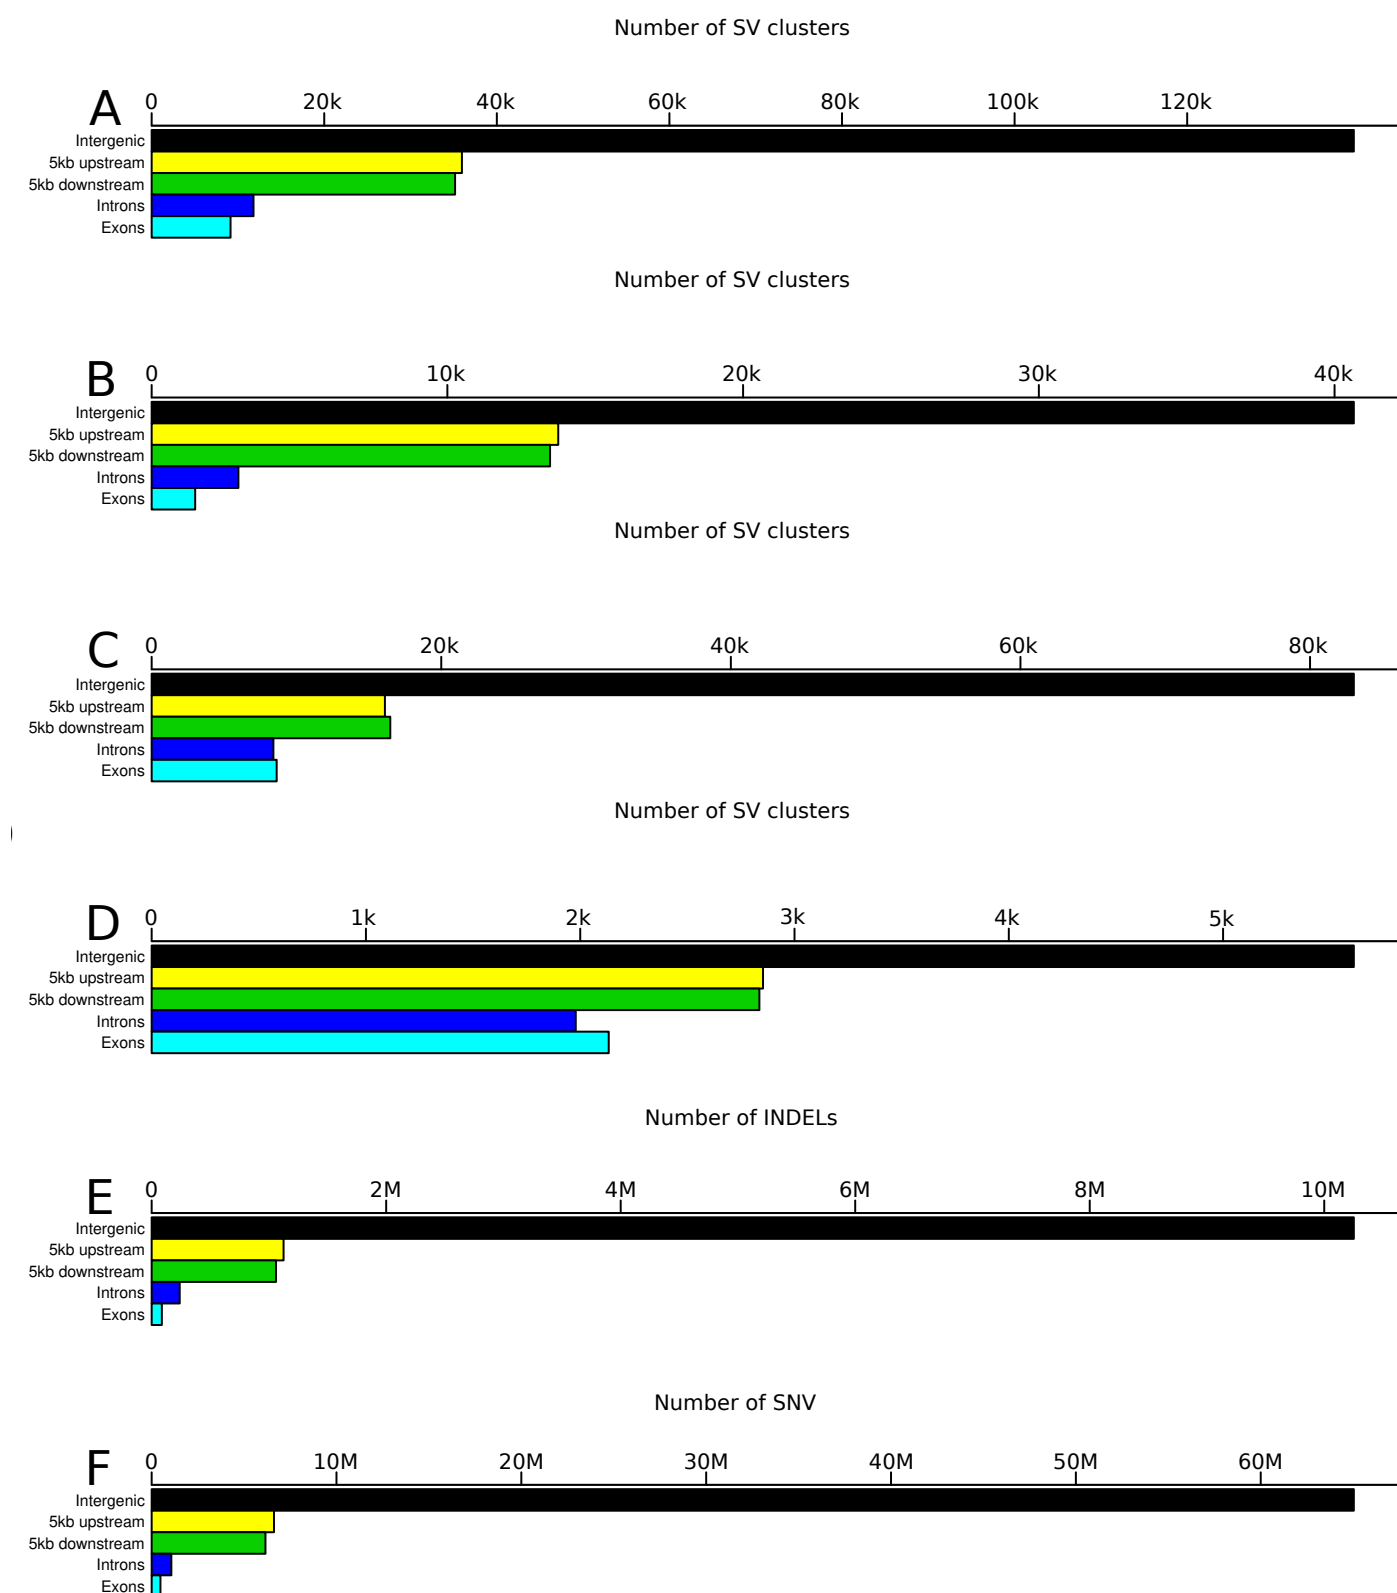 Number of SV clusters
A 0 20k 40k 60k 80k 100k 120k
Intergenic
5kb upstream
5kb downstream
Introns
Exons
Number of SV clusters
B 0 10k 20k 30k 40k
Intergenic
5kb upstream
5kb downstream
Introns
Exons
Number of SV clusters
C 0 20k 40k 60k 80k
Intergenic
5kb upstream
5kb downstream
Introns
Exons
Number of SV clusters
D 0 1k 2k 3k 4k 5k
Intergenic
5kb upstream
5kb downstream
Introns
Exons
Number of INDELs
E 0 2M 4M 6M 8M 10M
Intergenic
5kb upstream
5kb downstream
Introns
Exons
Number of SNV
F 0 10M 20M 30M 40M 50M 60M
Intergenic
5kb upstream
5kb downstream
Introns
Exons